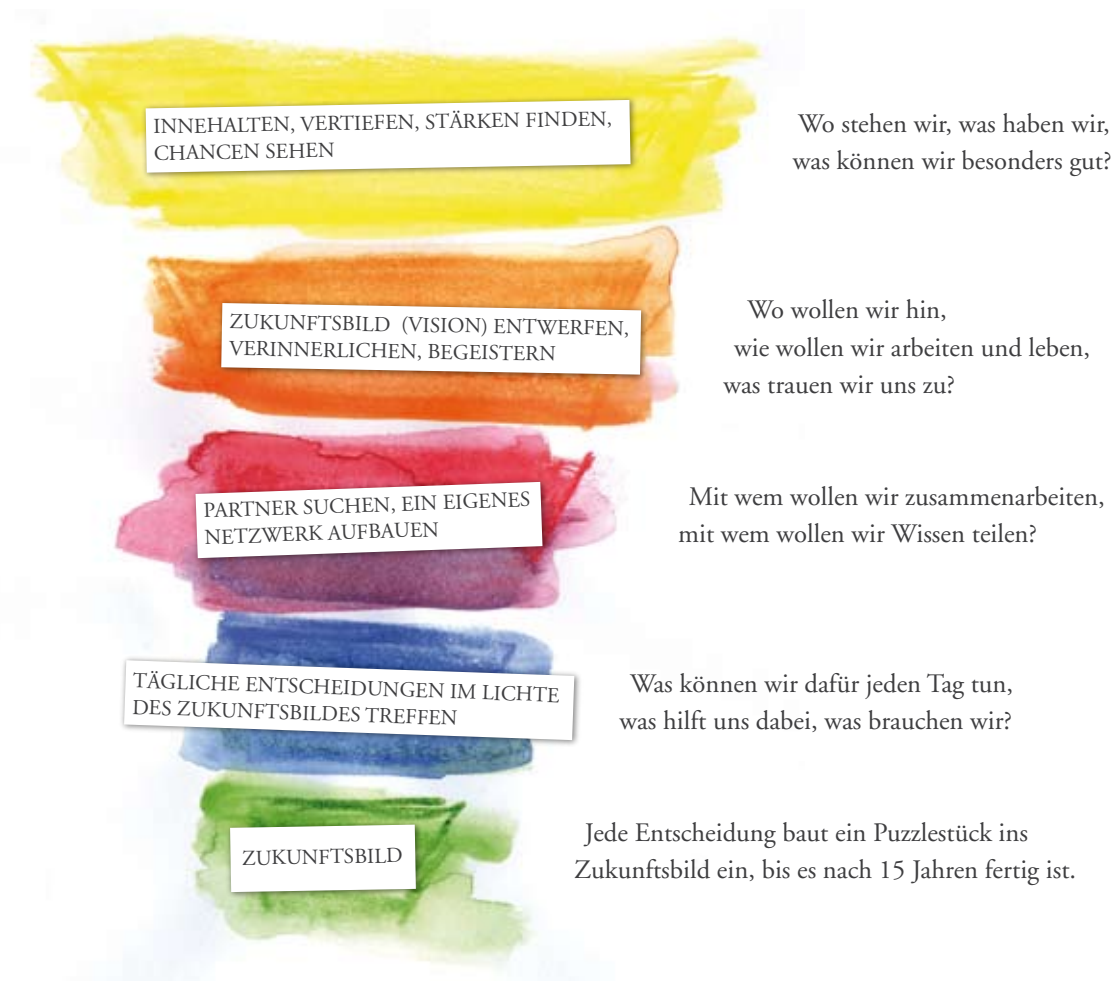 INNEHALTEN, VERTIEFEN, STÄRKEN FINDEN,
CHANCEN SEHEN
Wo stehen wir, was haben wir,
was können wir besonders gut?
ZUKUNFTSBILD (VISION) ENTWERFEN,
VERINNERLICHEN, BEGEISTERN
Wo wollen wir hin,
wie wollen wir arbeiten und leben,
was trauen wir uns zu?
PARTNER SUCHEN, EIN EIGENES
NETZWERK AUFBAUEN
Mit wem wollen wir zusammenarbeiten,
mit wem wollen wir Wissen teilen?
TÄGLICHE ENTSCHEIDUNGEN IM LICHTE
DES ZUKUNFTSBILDES TREFFEN
Was können wir dafür jeden Tag tun,
was hilft uns dabei, was brauchen wir?
ZUKUNFTSBILD
Jede Entscheidung baut ein Puzzlestück ins
Zukunftsbild ein, bis es nach 15 Jahren fertig ist.